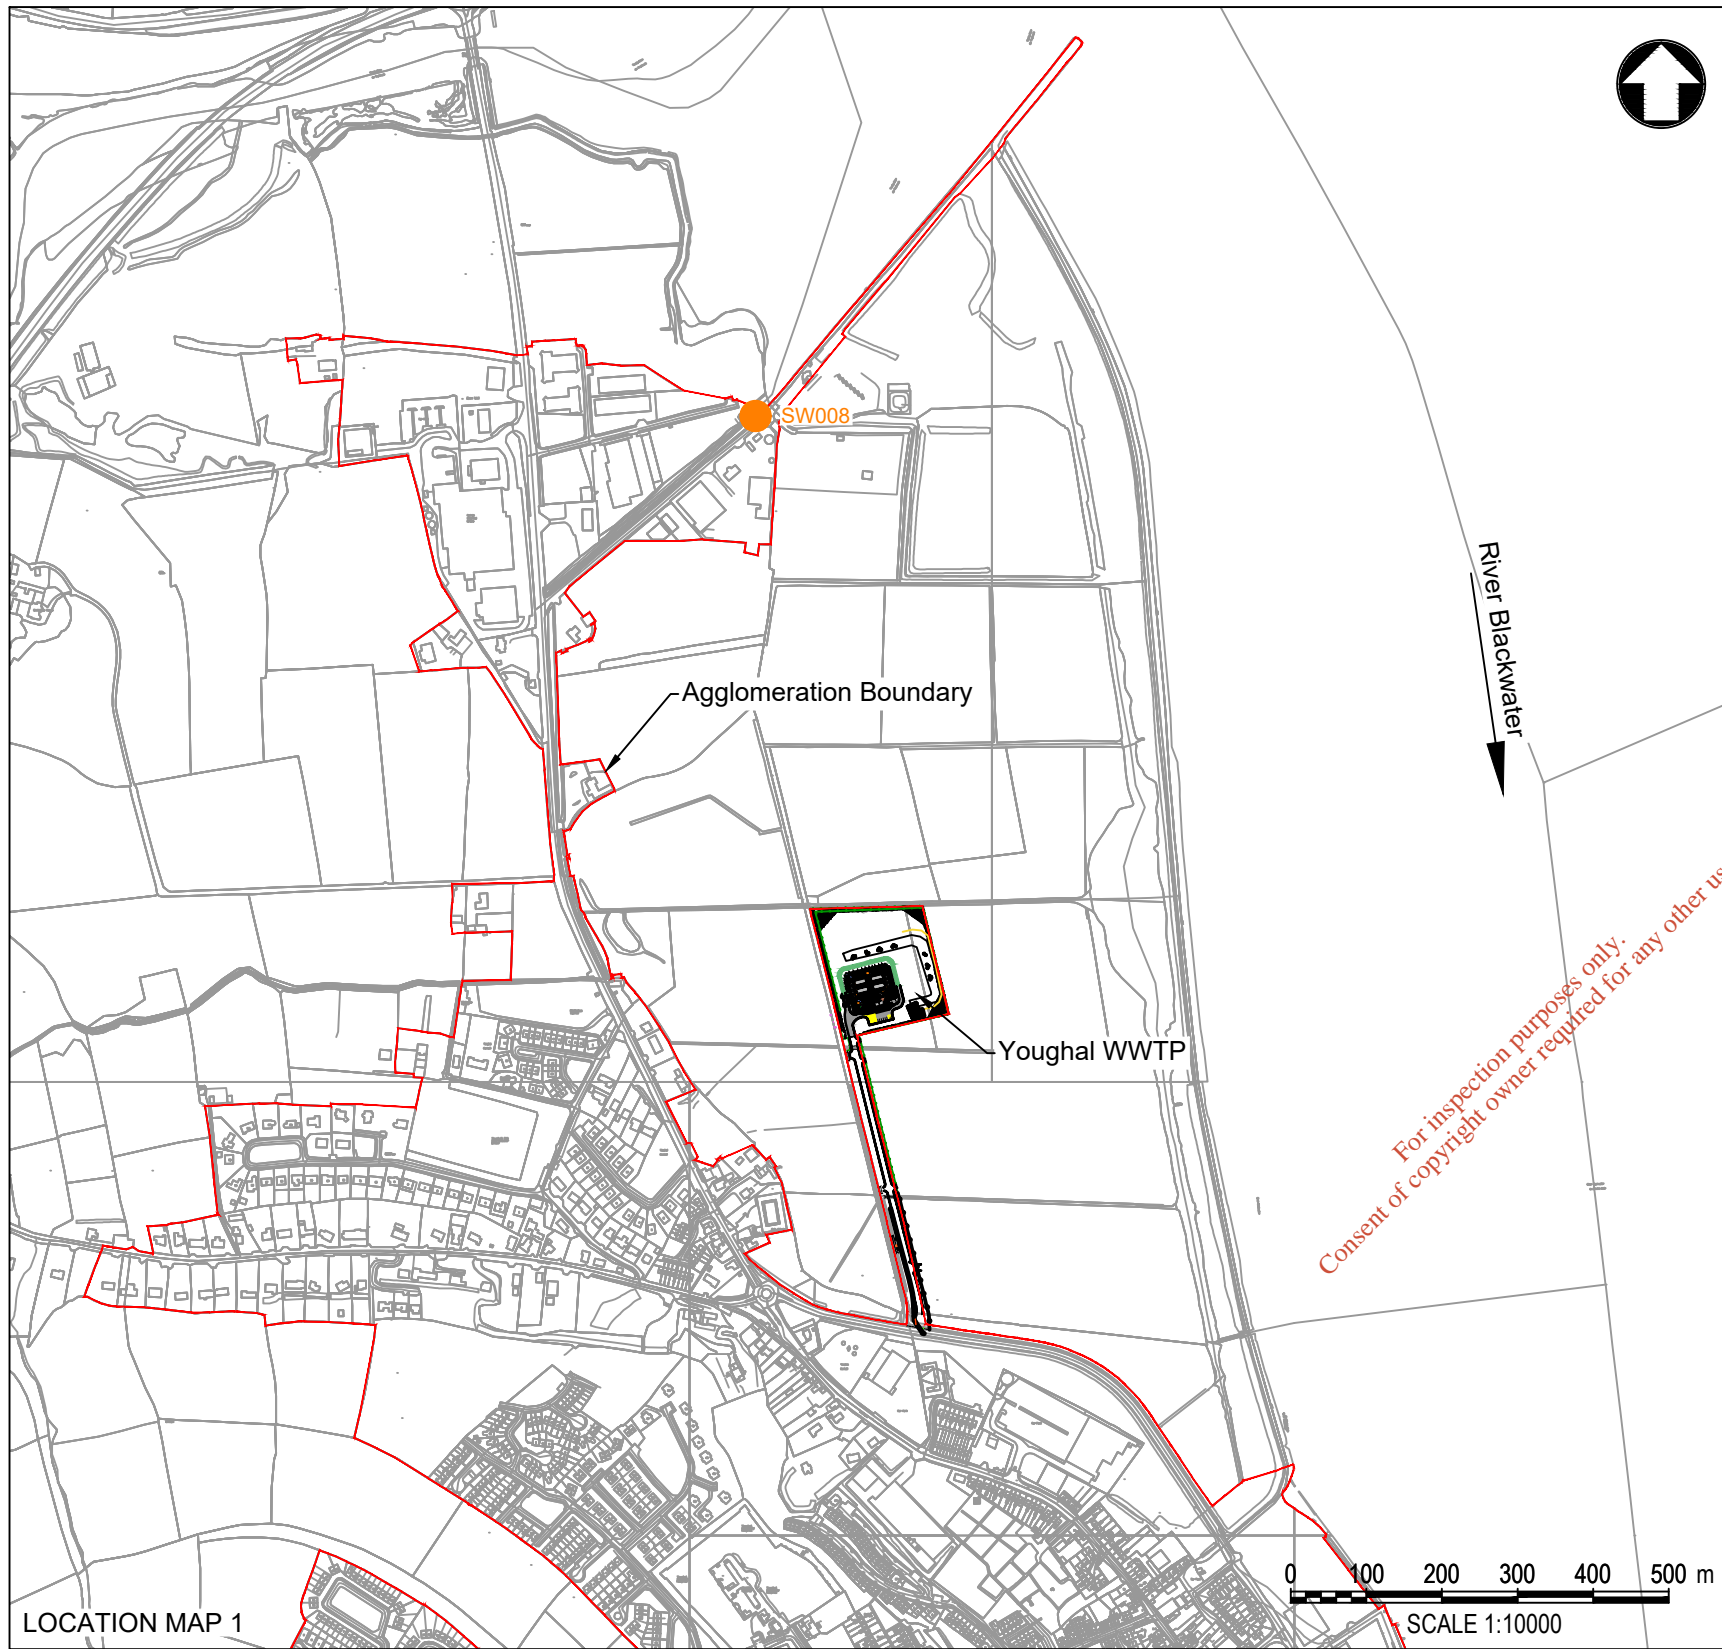 SW008
River Blackwater
Agglomeration Boundary
Youghal WWTP
For inspection purposes only.
Consent of copyright owner required for any other
0 100 200 300 400 500 m
SCALE 1:10000
LOCATION MAP 1